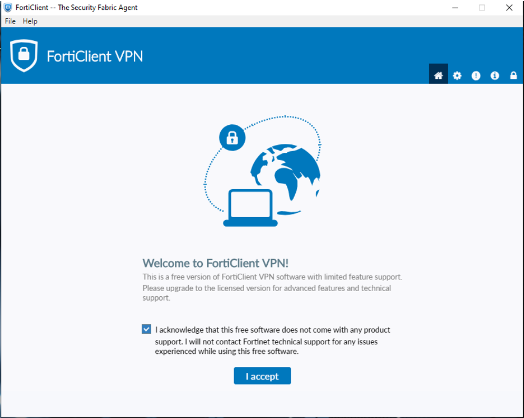 FortiClient -- The Security Fabric Agent
File Help
FortiClient VPN
Welcome to FortiClient VPN!
This is a free version of FortiClient VPN software with limited feature support.
Please upgrade to the licensed version for advanced features and technical
support.
I acknowledge that this free software does not come with any product
support. I will not contact Fortinet technical support for any issues
experienced while using this free software.
I accept